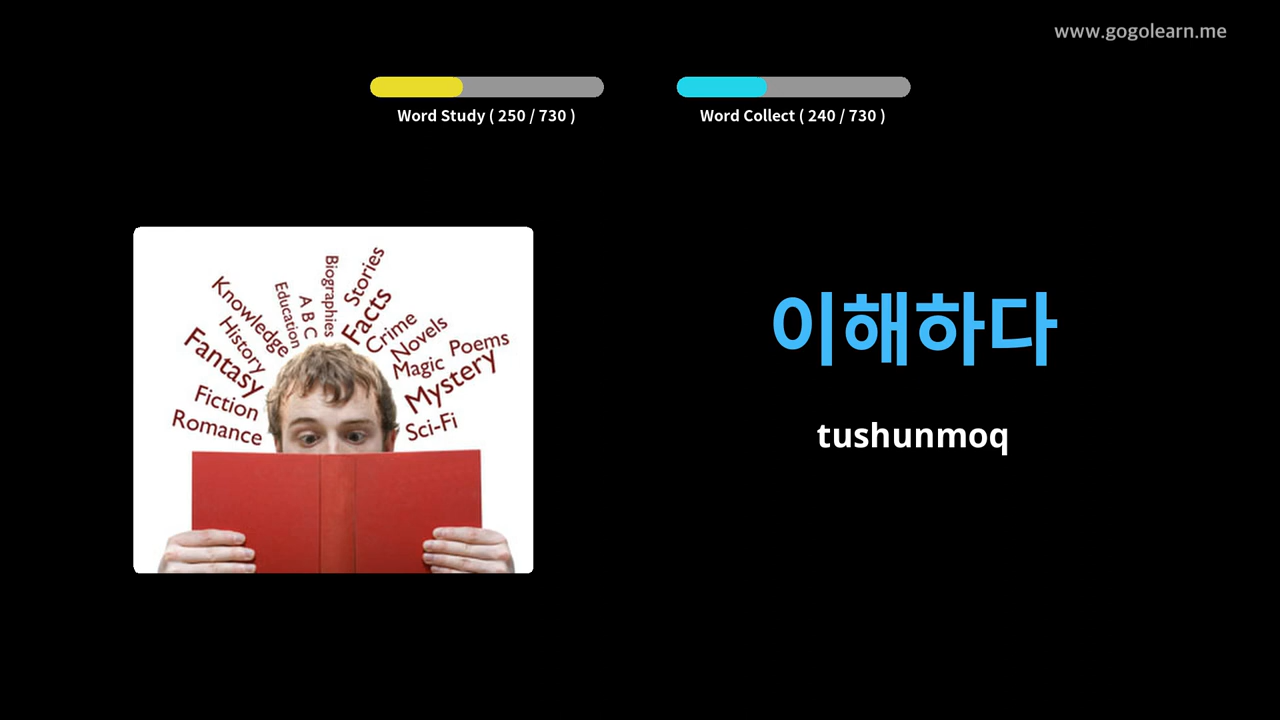 www.gogolearn.me
Word Study ( 250 / 730 )
Word Collect ( 240 / 730 )
Romance
Fiction
Fantasy
History
Knowledge
Education
A B C
Biographies
Stories
Facts
Crime
Novels
Magic
Poems
Mystery
Sci-Fi
이해하다
tushunmoq